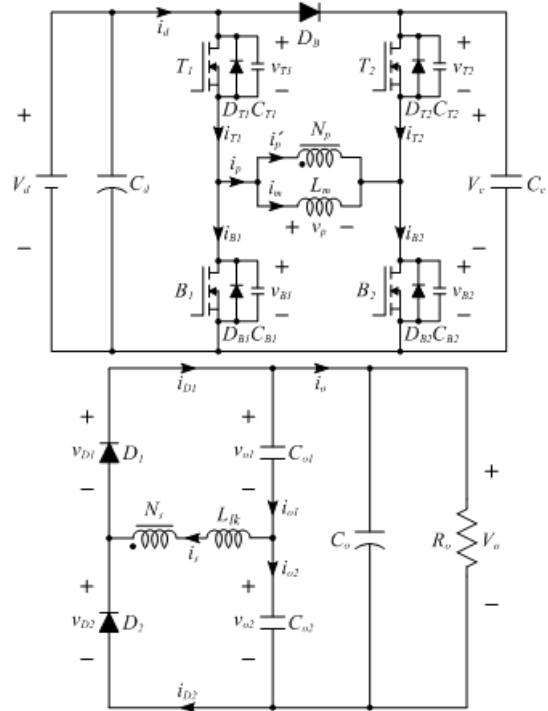 i_d
D_B
+
+
T_1
v_T1
T_2
v_T2
−
−
D_T1 C_T1
D_T2 C_T2
+
i_T1
i_p′
N_p
i_T2
+
V_d
C_d
i_p
i_m
L_m
V_c
C_c
−
+ v_p −
−
i_B1
i_B2
+
+
B_1
v_B1
B_2
v_B2
−
−
D_B1 C_B1
D_B2 C_B2
i_D1
i_o
+
+
v_D1
D_1
v_o1
C_o1
−
−
+
N_s
L_lk
i_o1
i_s
C_o
R_o
V_o
i_o2
+
+
−
v_D2
D_2
v_o2
C_o2
−
−
i_D2